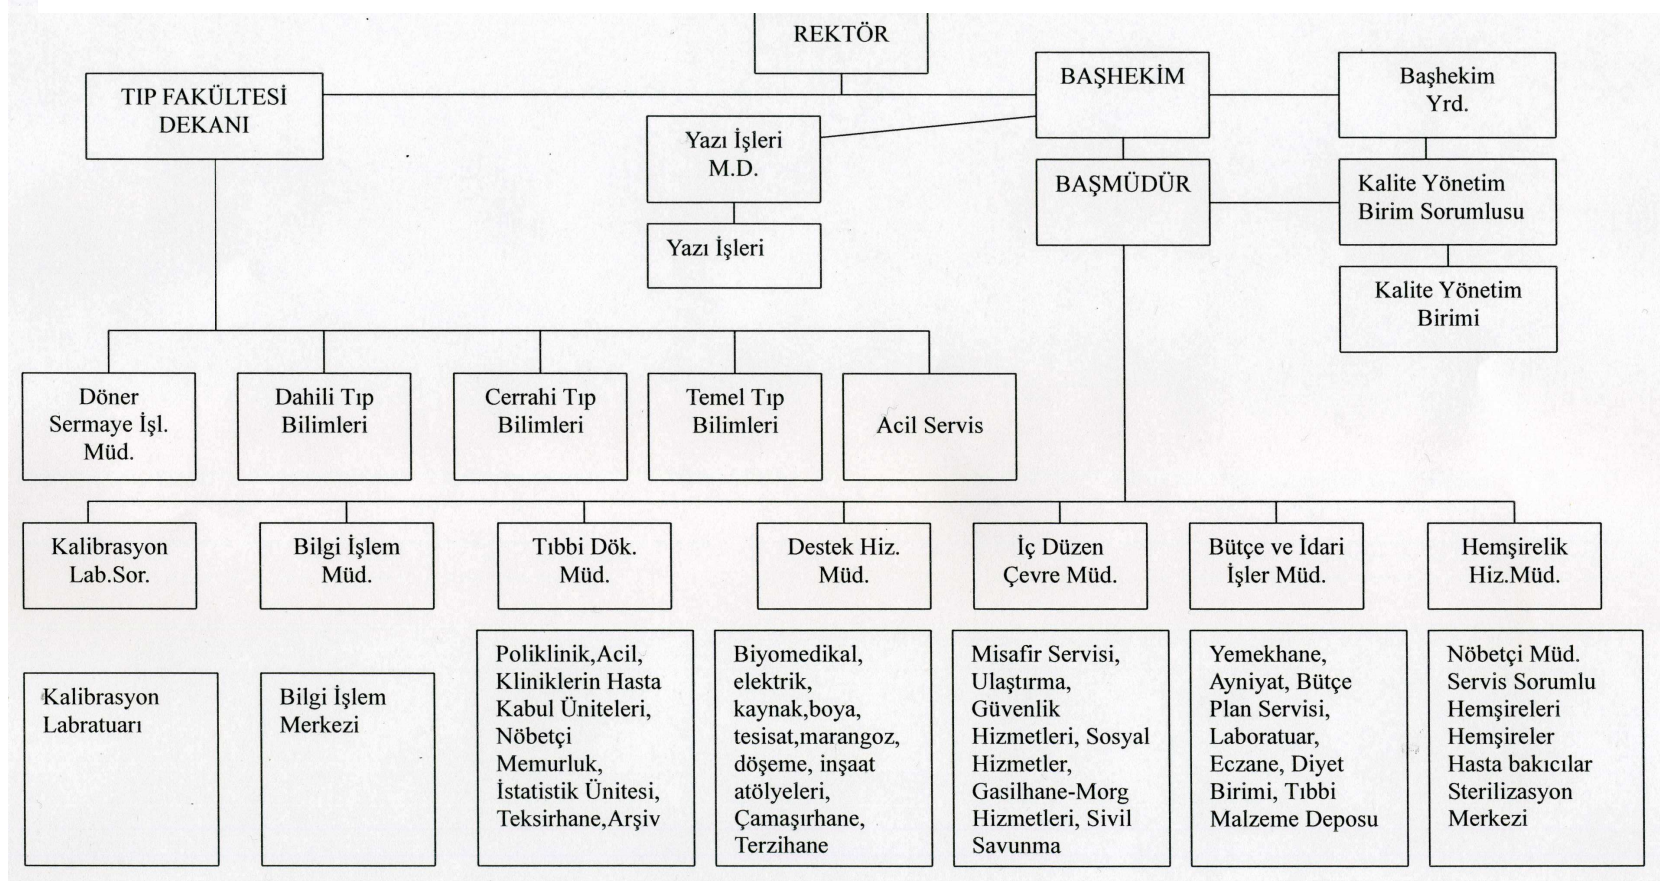 REKTÖR
TIP FAKÜLTESİ
DEKANI
BAŞHEKİM
Başhekim
Yrd.
Yazı İşleri
M.D.
BAŞMÜDÜR
Kalite Yönetim
Birim Sorumlusu
Yazı İşleri
Kalite Yönetim
Birimi
Döner
Sermaye İşl.
Müd.
Dahili Tıp
Bilimleri
Cerrahi Tıp
Bilimleri
Temel Tıp
Bilimleri
Acil Servis
Kalibrasyon
Lab.Sor.
Bilgi İşlem
Müd.
Tıbbi Dök.
Müd.
Destek Hiz.
Müd.
İç Düzen
Çevre Müd.
Bütçe ve İdari
İşler Müd.
Hemşirelik
Hiz.Müd.
Kalibrasyon
Labratuarı
Bilgi İşlem
Merkezi
Poliklinik,Acil,
Kliniklerin Hasta
Kabul Üniteleri,
Nöbetçi
Memurluk,
İstatistik Ünitesi,
Teksirhane,Arşiv
Biyomedikal,
elektrik,
kaynak,boya,
tesisat,marangoz,
döşeme, inşaat
atölyeleri,
Çamaşırhane,
Terzihane
Misafir Servisi,
Ulaştırma,
Güvenlik
Hizmetleri, Sosyal
Hizmetler,
Gasilhane-Morg
Hizmetleri, Sivil
Savunma
Yemekhane,
Ayniyat, Bütçe
Plan Servisi,
Laboratuar,
Eczane, Diyet
Birimi, Tıbbi
Malzeme Deposu
Nöbetçi Müd.
Servis Sorumlu
Hemşireleri
Hemşireler
Hasta bakıcılar
Sterilizasyon
Merkezi